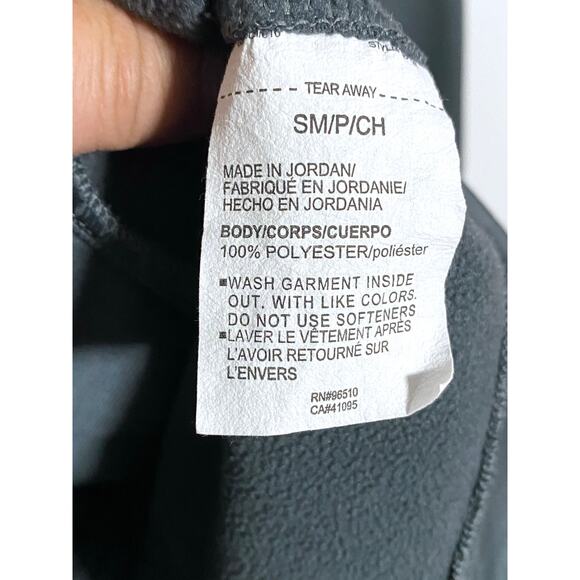 TEAR AWAY
SM/P/CH
MADE IN JORDAN/
FABRIQUÉ EN JORDANIE/
HECHO EN JORDANIA
BODY/CORPS/CUERPO
100% POLYESTER/poliéster
▪WASH GARMENT INSIDE
OUT, WITH LIKE COLORS.
DO NOT USE SOFTENERS
▪LAVER LE VÊTEMENT APRÈS
L'AVOIR RETOURNÉ SUR
L'ENVERS
RN#96510
CA#41095